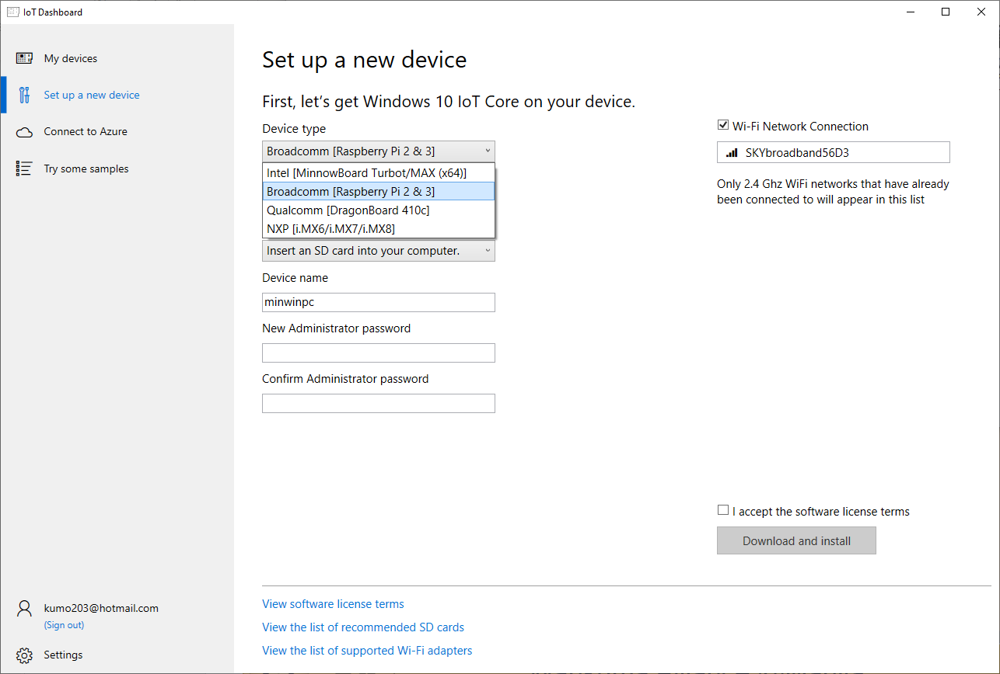 IoT Dashboard
My devices
Set up a new device
Connect to Azure
Try some samples
kumo203@hotmail.com
(Sign out)
Settings
Set up a new device
First, let’s get Windows 10 IoT Core on your device.
Device type
Broadcomm [Raspberry Pi 2 & 3]
Intel [MinnowBoard Turbot/MAX (x64)]
Broadcomm [Raspberry Pi 2 & 3]
Qualcomm [DragonBoard 410c]
NXP [i.MX6/i.MX7/i.MX8]
Insert an SD card into your computer.
Device name
minwinpc
New Administrator password
Confirm Administrator password
Wi-Fi Network Connection
SKYbroadband56D3
Only 2.4 Ghz WiFi networks that have already
been connected to will appear in this list
I accept the software license terms
Download and install
View software license terms
View the list of recommended SD cards
View the list of supported Wi-Fi adapters